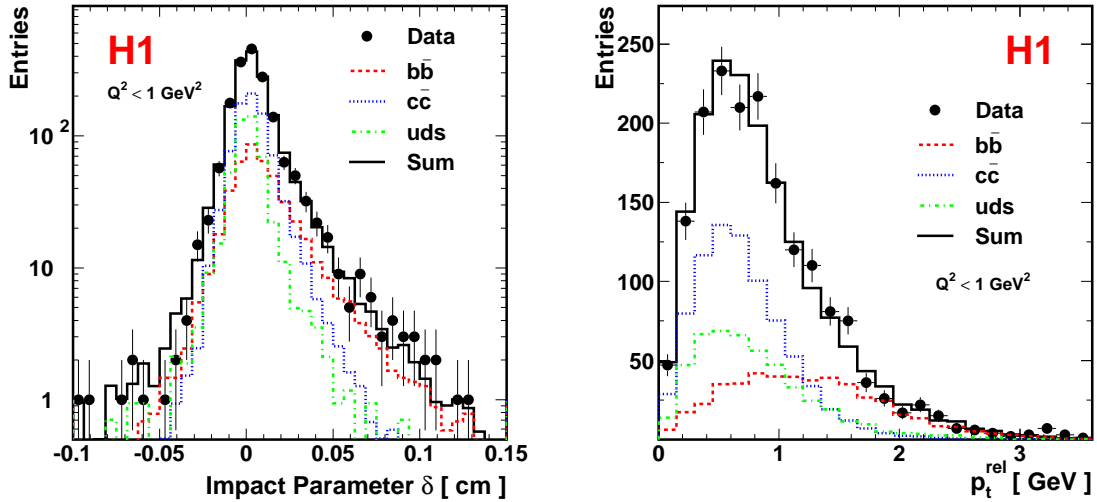 Entries
H1
Q² < 1 GeV²
Data
bb̄
cc̄
uds
Sum
10²
10
1
-0.1 -0.05 0 0.05 0.1 0.15
Impact Parameter δ [ cm ]
Entries
H1
250
200
150
100
50
Data
bb̄
cc̄
uds
Sum
Q² < 1 GeV²
0 1 2 3
p_t^rel [ GeV ]